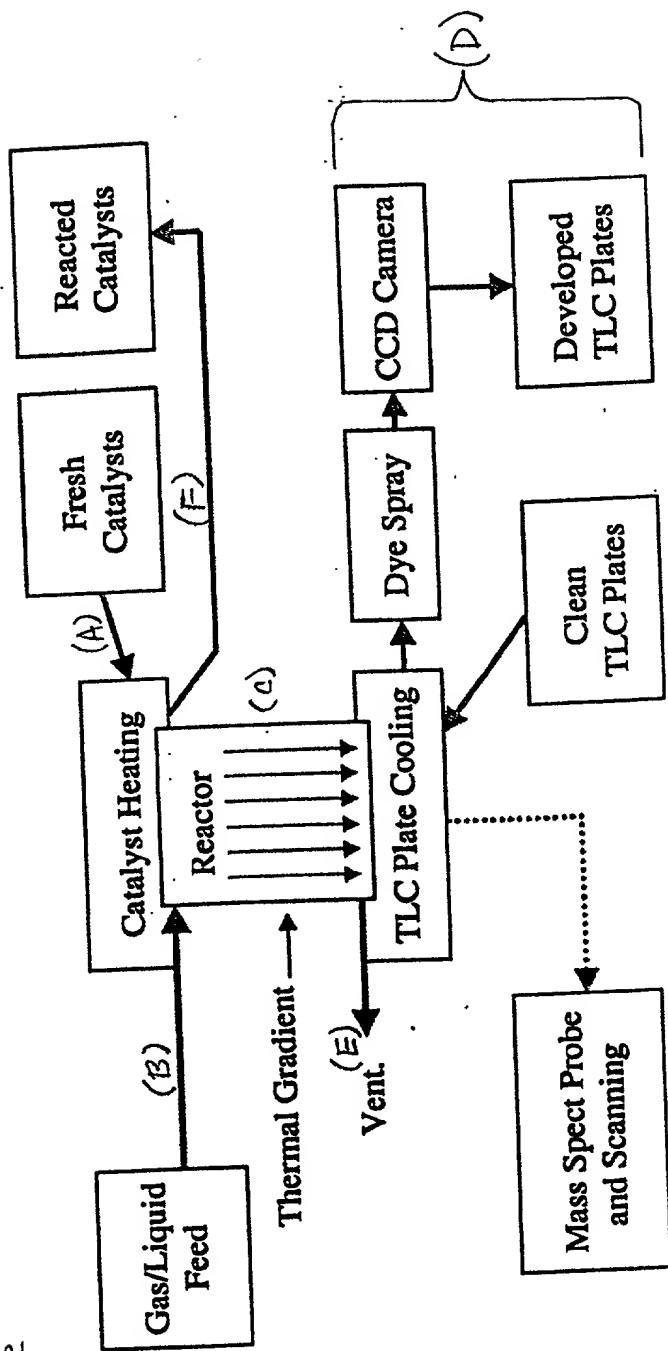 Gas/Liquid
Feed
(B)
Catalyst Heating
(A)
Fresh
Catalysts
Reacted
Catalysts
(F)
Reactor
(C)
Thermal Gradient
(E)
Vent.
TLC Plate Cooling
Dye Spray
CCD Camera
(D)
Mass Spect Probe
and Scanning
Clean
TLC Plates
Developed
TLC Plates